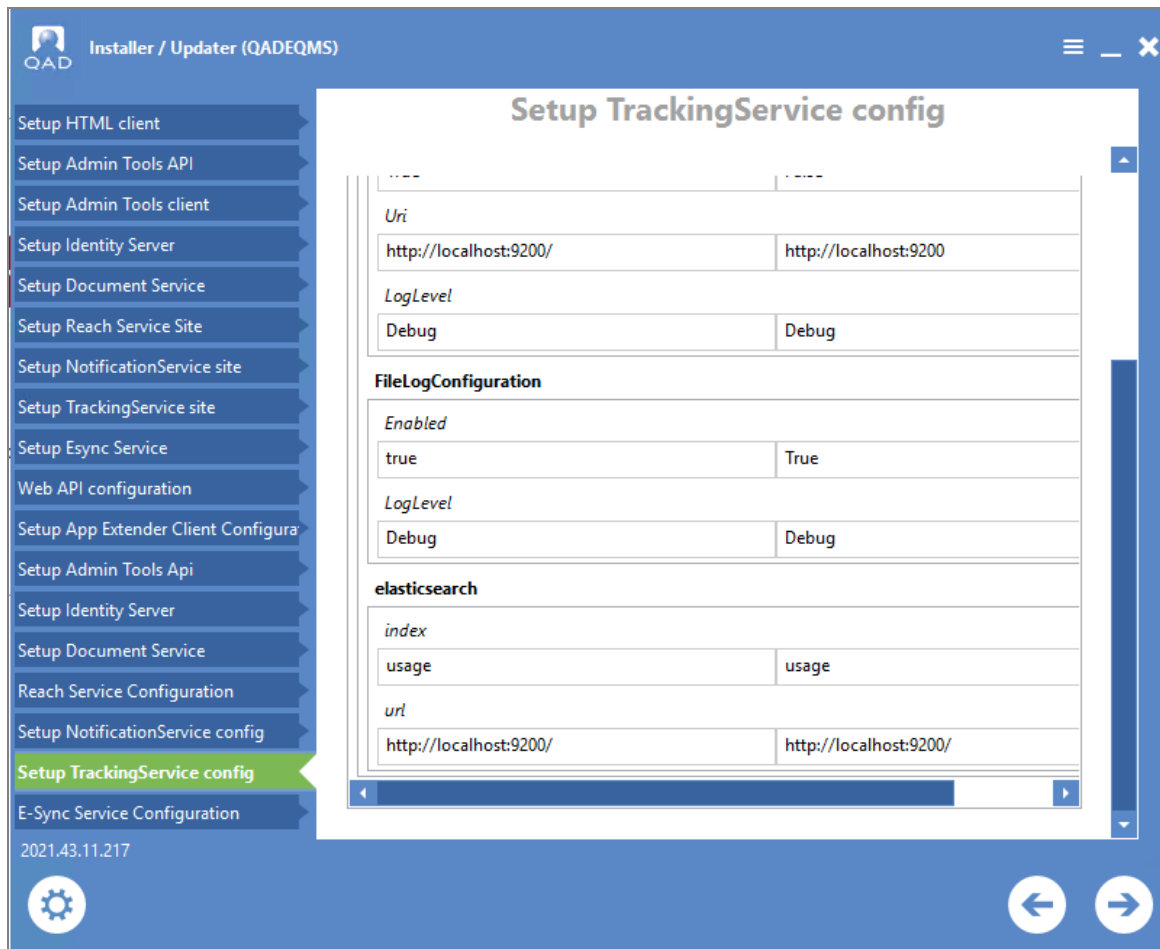 QAD
Installer / Updater (QADEQMS)
Setup HTML client
Setup Admin Tools API
Setup Admin Tools client
Setup Identity Server
Setup Document Service
Setup Reach Service Site
Setup NotificationService site
Setup TrackingService site
Setup Esync Service
Web API configuration
Setup App Extender Client Configura
Setup Admin Tools Api
Setup Identity Server
Setup Document Service
Reach Service Configuration
Setup NotificationService config
Setup TrackingService config
E-Sync Service Configuration
2021.43.11.217
Setup TrackingService config
Uri
http://localhost:9200/ http://localhost:9200
LogLevel
Debug Debug
FileLogConfiguration
Enabled
true True
LogLevel
Debug Debug
elasticsearch
index
usage usage
url
http://localhost:9200/ http://localhost:9200/